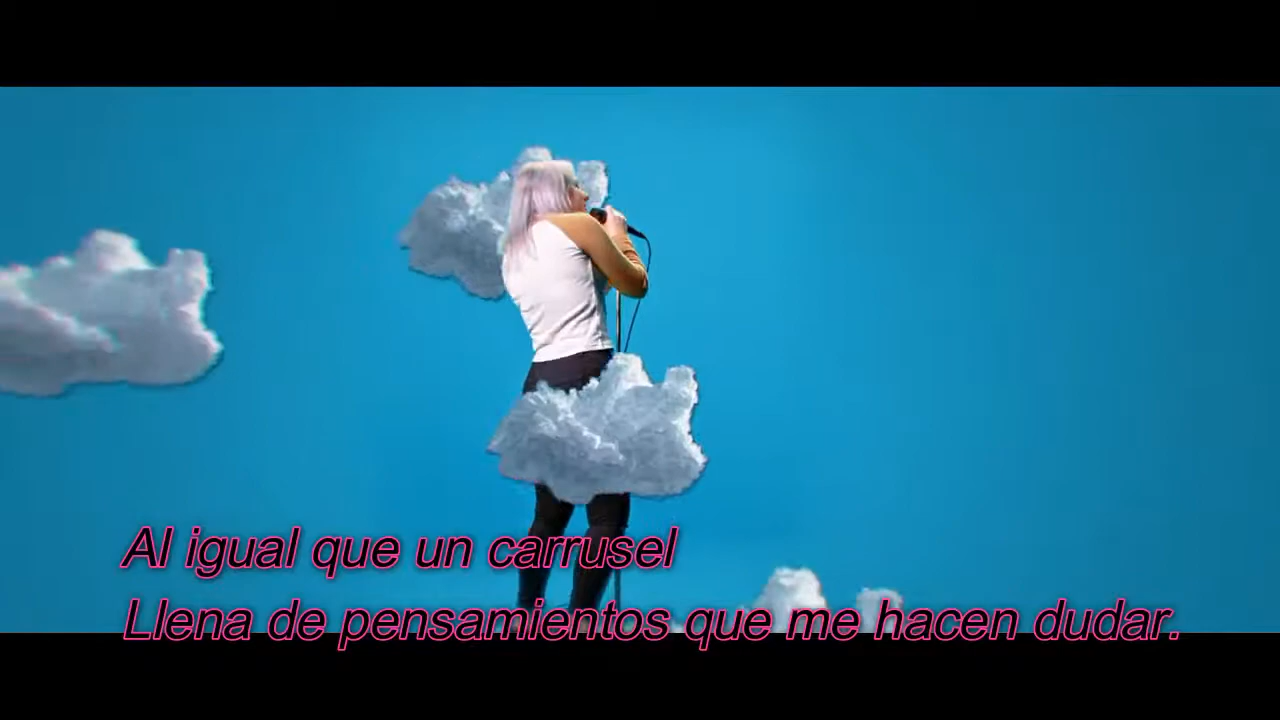 Al igual que un carrusel
Llena de pensamientos que me hacen dudar.